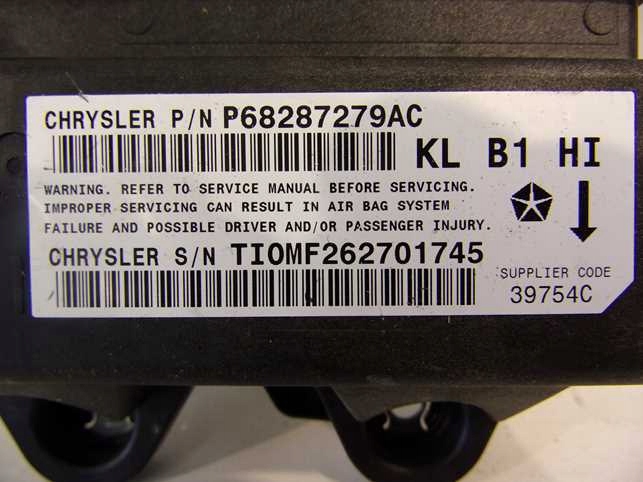 CHRYSLER P/N P68287279AC
KL B1 HI
WARNING. REFER TO SERVICE MANUAL BEFORE SERVICING.
IMPROPER SERVICING CAN RESULT IN AIR BAG SYSTEM
FAILURE AND POSSIBLE DRIVER AND/OR PASSENGER INJURY.
CHRYSLER S/N TIOMF262701745
SUPPLIER CODE
39754C